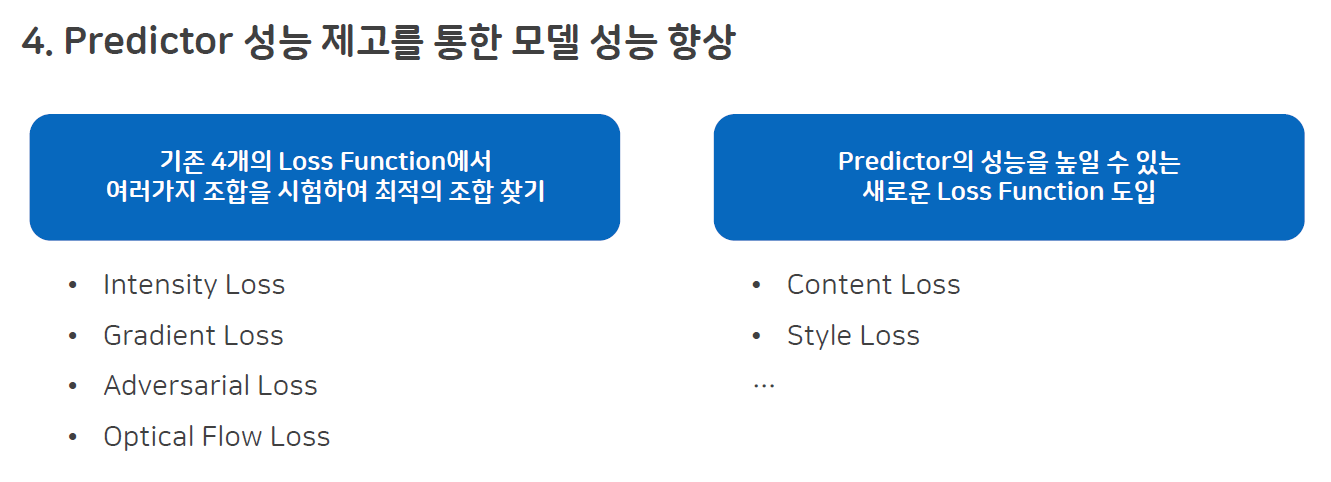 4. Predictor 성능 제고를 통한 모델 성능 향상
기존 4개의 Loss Function에서
여러가지 조합을 시험하여 최적의 조합 찾기
• Intensity Loss
• Gradient Loss
• Adversarial Loss
• Optical Flow Loss
Predictor의 성능을 높일 수 있는
새로운 Loss Function 도입
• Content Loss
• Style Loss
…